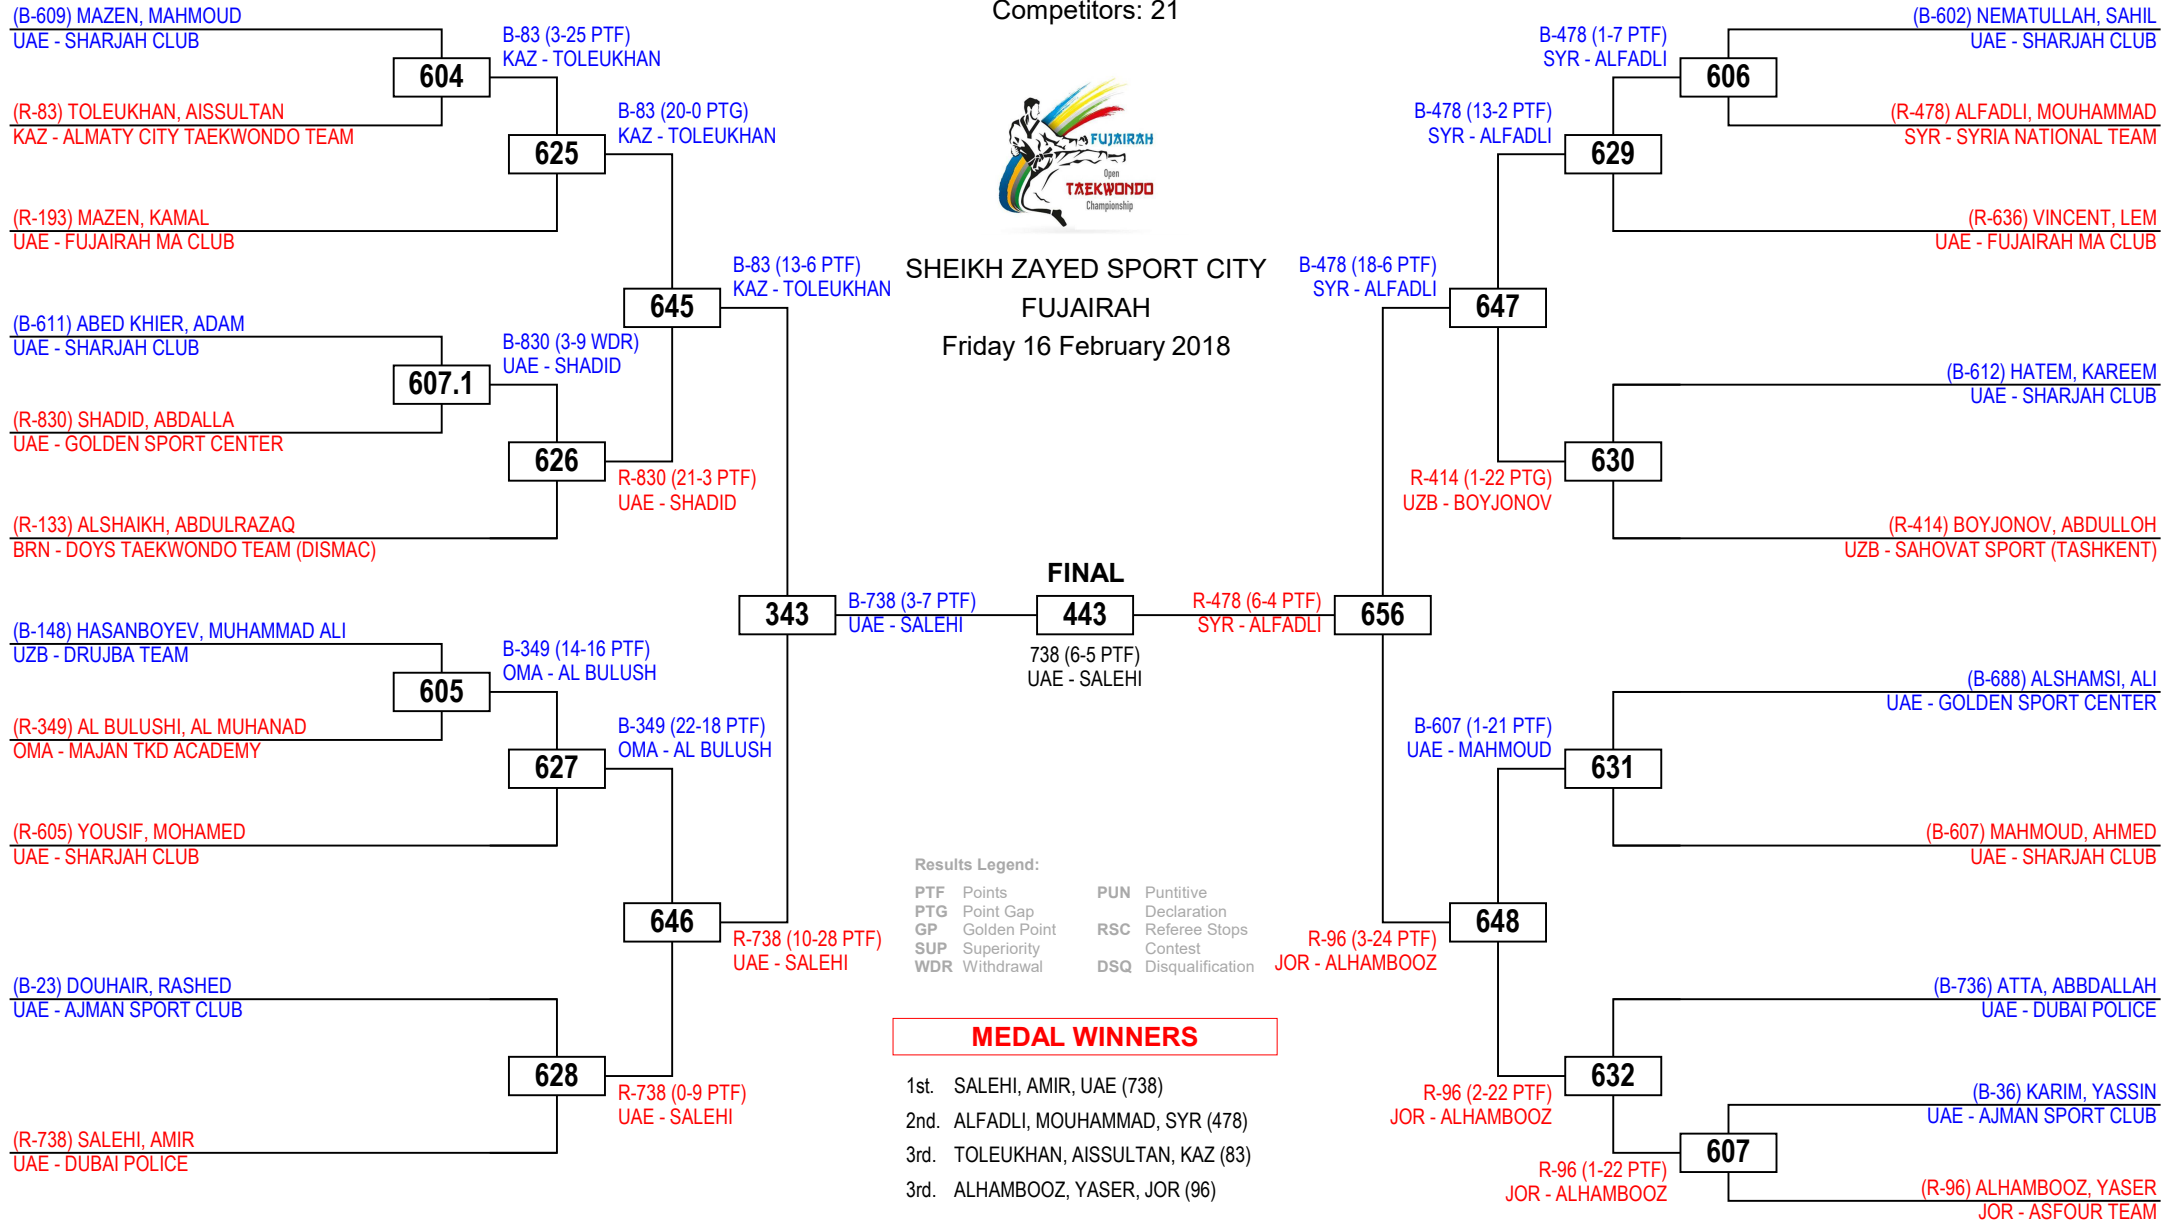 Competitors: 21
(B-609) MAZEN, MAHMOUD
UAE - SHARJAH CLUB
604
B-83 (3-25 PTF)
KAZ - TOLEUKHAN
(R-83) TOLEUKHAN, AISSULTAN
KAZ - ALMATY CITY TAEKWONDO TEAM
625
B-83 (20-0 PTG)
KAZ - TOLEUKHAN
(R-193) MAZEN, KAMAL
UAE - FUJAIRAH MA CLUB
645
B-83 (13-6 PTF)
KAZ - TOLEUKHAN
(B-611) ABED KHIER, ADAM
UAE - SHARJAH CLUB
607.1
B-830 (3-9 WDR)
UAE - SHADID
(R-830) SHADID, ABDALLA
UAE - GOLDEN SPORT CENTER
626
R-830 (21-3 PTF)
UAE - SHADID
(R-133) ALSHAIKH, ABDULRAZAQ
BRN - DOYS TAEKWONDO TEAM (DISMAC)
343
B-738 (3-7 PTF)
UAE - SALEHI
(B-148) HASANBOYEV, MUHAMMAD ALI
UZB - DRUJBA TEAM
605
B-349 (14-16 PTF)
OMA - AL BULUSH
(R-349) AL BULUSHI, AL MUHANAD
OMA - MAJAN TKD ACADEMY
627
B-349 (22-18 PTF)
OMA - AL BULUSH
(R-605) YOUSIF, MOHAMED
UAE - SHARJAH CLUB
646
R-738 (10-28 PTF)
UAE - SALEHI
(B-23) DOUHAIR, RASHED
UAE - AJMAN SPORT CLUB
628
R-738 (0-9 PTF)
UAE - SALEHI
(R-738) SALEHI, AMIR
UAE - DUBAI POLICE
FUJAIRAH
Open
TAEKWONDO
Championship
SHEIKH ZAYED SPORT CITY
FUJAIRAH
Friday 16 February 2018
FINAL
443
738 (6-5 PTF)
UAE - SALEHI
Results Legend:
PTF Points
PTG Point Gap
GP Golden Point
SUP Superiority
WDR Withdrawal
PUN Puntitive
Declaration
RSC Referee Stops
Contest
DSQ Disqualification
MEDAL WINNERS
1st. SALEHI, AMIR, UAE (738)
2nd. ALFADLI, MOUHAMMAD, SYR (478)
3rd. TOLEUKHAN, AISSULTAN, KAZ (83)
3rd. ALHAMBOOZ, YASER, JOR (96)
(B-602) NEMATULLAH, SAHIL
UAE - SHARJAH CLUB
B-478 (1-7 PTF)
SYR - ALFADLI
606
(R-478) ALFADLI, MOUHAMMAD
SYR - SYRIA NATIONAL TEAM
B-478 (13-2 PTF)
SYR - ALFADLI
629
(R-636) VINCENT, LEM
UAE - FUJAIRAH MA CLUB
B-478 (18-6 PTF)
SYR - ALFADLI
647
(B-612) HATEM, KAREEM
UAE - SHARJAH CLUB
R-414 (1-22 PTG)
UZB - BOYJONOV
630
(R-414) BOYJONOV, ABDULLOH
UZB - SAHOVAT SPORT (TASHKENT)
R-478 (6-4 PTF)
SYR - ALFADLI
656
(B-688) ALSHAMSI, ALI
UAE - GOLDEN SPORT CENTER
B-607 (1-21 PTF)
UAE - MAHMOUD
631
(B-607) MAHMOUD, AHMED
UAE - SHARJAH CLUB
R-96 (3-24 PTF)
JOR - ALHAMBOOZ
648
(B-736) ATTA, ABBDALLAH
UAE - DUBAI POLICE
R-96 (2-22 PTF)
JOR - ALHAMBOOZ
632
(B-36) KARIM, YASSIN
UAE - AJMAN SPORT CLUB
R-96 (1-22 PTF)
JOR - ALHAMBOOZ
607
(R-96) ALHAMBOOZ, YASER
JOR - ASFOUR TEAM